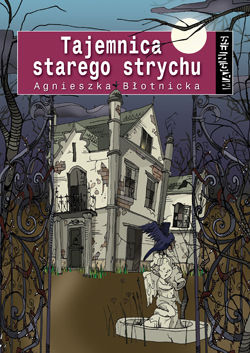 Tajemnica
starego strychu
Agnieszka Błotnicka